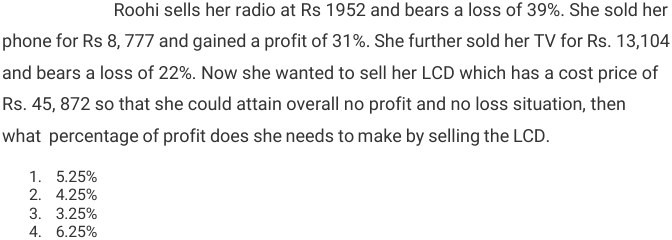 Roohi sells her radio at Rs 1952 and bears a loss of 39%. She sold her
phone for Rs 8, 777 and gained a profit of 31%. She further sold her TV for Rs. 13,104
and bears a loss of 22%. Now she wanted to sell her LCD which has a cost price of
Rs. 45, 872 so that she could attain overall no profit and no loss situation, then
what percentage of profit does she needs to make by selling the LCD.
1. 5.25%
2. 4.25%
3. 3.25%
4. 6.25%